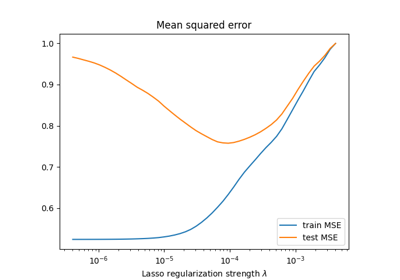 Mean squared error
1.0
0.9
0.8
0.7
0.6
train MSE
test MSE
10⁻⁶ 10⁻⁵ 10⁻⁴ 10⁻³
Lasso regularization strength λ